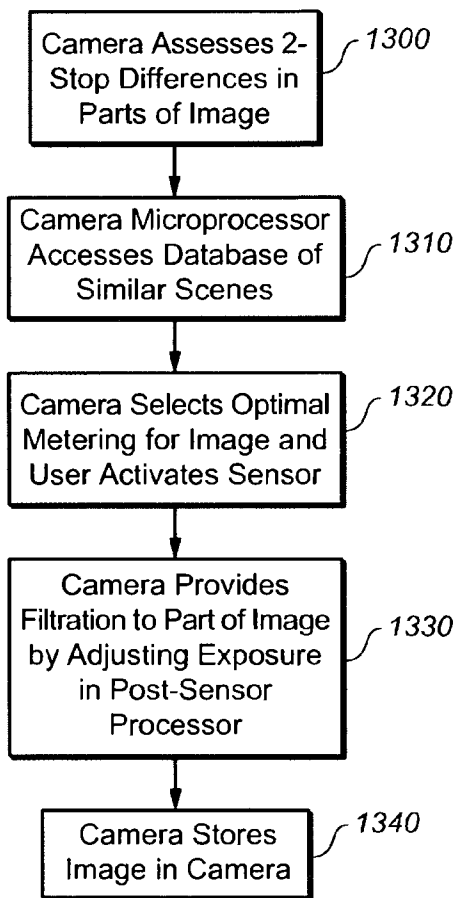 Camera Assesses 2-
Stop Differences in
Parts of Image
1300
Camera Microprocessor
Accesses Database of
Similar Scenes
1310
Camera Selects Optimal
Metering for Image and
User Activates Sensor
1320
Camera Provides
Filtration to Part of Image
by Adjusting Exposure
in Post-Sensor
Processor
1330
Camera Stores
Image in Camera
1340